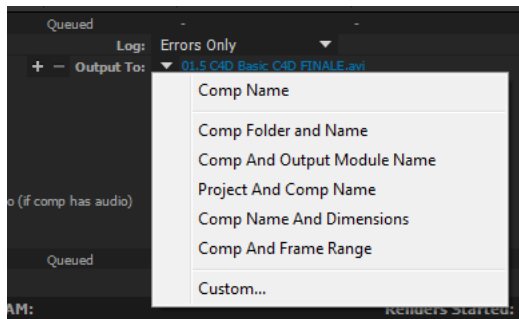 Queued - -
Log: Errors Only
+ - Output To: 01.5 C4D Basic C4D FINALE.avi
Comp Name
Comp Folder and Name
Comp And Output Module Name
Project And Comp Name
o (if comp has audio)
Comp Name And Dimensions
Comp And Frame Range
Queued
Custom...
AM: Renders Started: